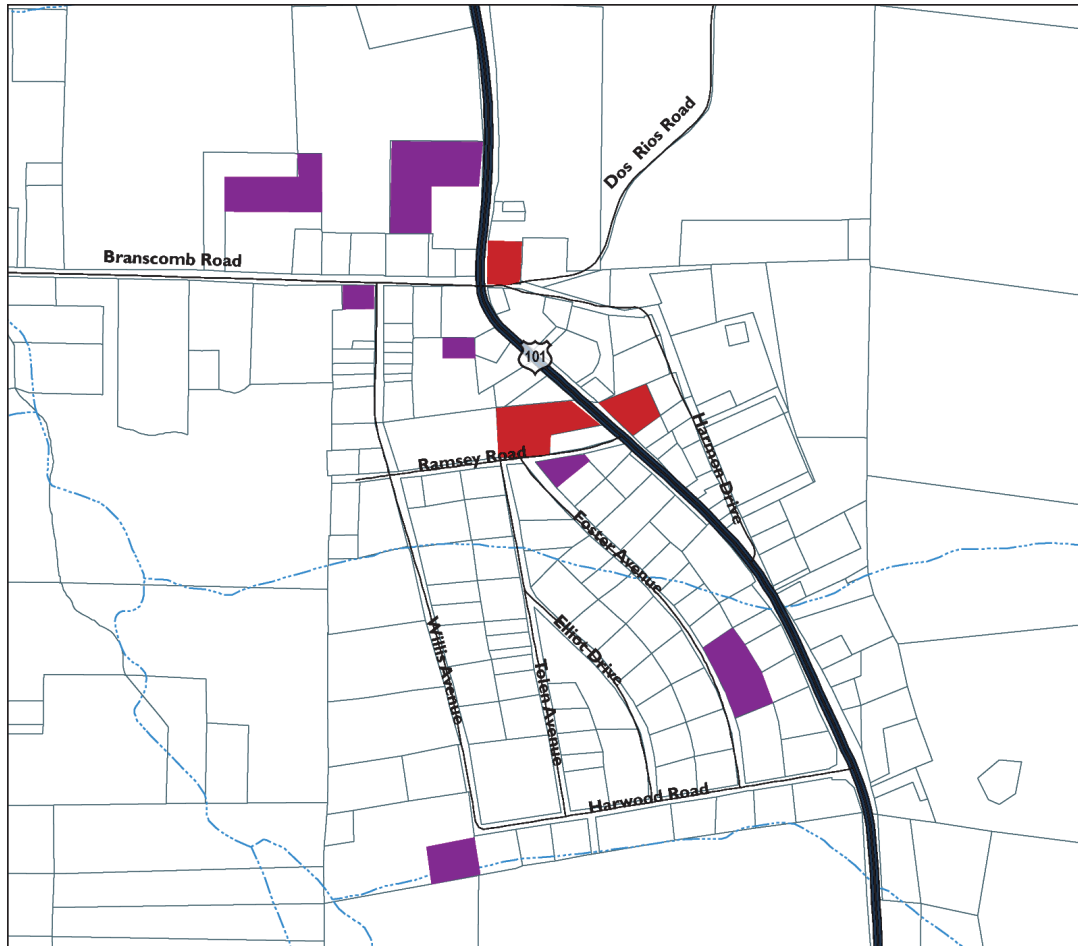 Dos Rios Road
Branscomb Road
101
Harmon Drive
Ramsey Road
Foster Avenue
Elliot Drive
Willis Avenue
Tolen Avenue
Harwood Road